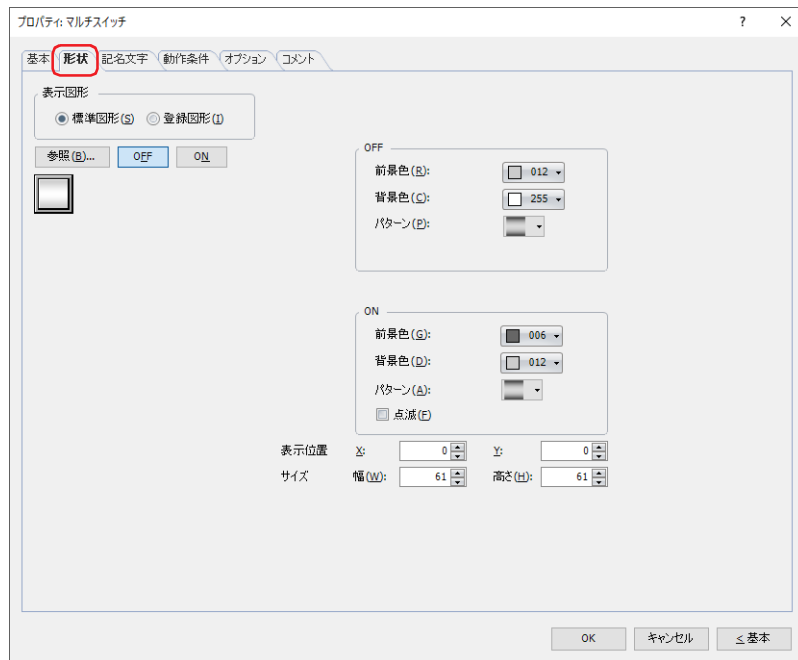 プロパティ: マルチスイッチ ? ×
基本 形状 記名文字 動作条件 オプション コメント
表示図形
標準図形(S) 登録図形(I)
参照(B)... OFF ON
OFF
前景色(R): 012
背景色(C): 255
パターン(P):
ON
前景色(G): 006
背景色(D): 012
パターン(A):
点滅(F)
表示位置 X: 0 Y: 0
サイズ 幅(W): 61 高さ(H): 61
OK キャンセル < 基本